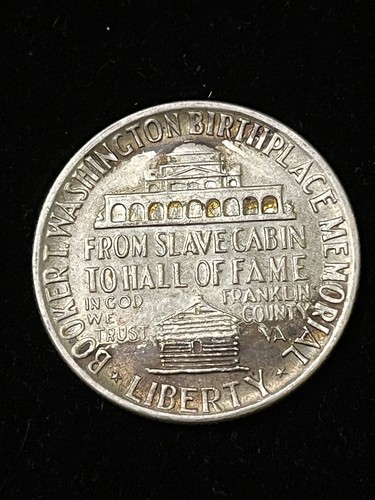 BOOKER T. WASHINGTON BIRTHPLACE MEMORIAL
FROM SLAVE CABIN
TO HALL OF FAME
IN GOD
WE
TRUST
FRANKLIN
COUNTY
VA.
LIBERTY